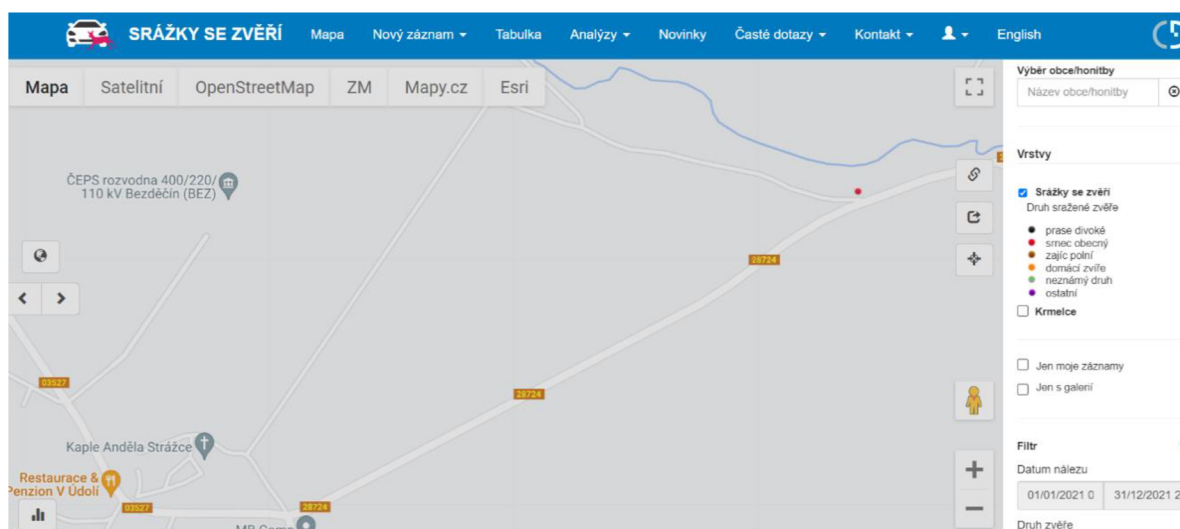 SRÁŽKY SE ZVĚŘÍ
Mapa
Nový záznam
Tabulka
Analýzy
Novinky
Časté dotazy
Kontakt
English
Mapa
Satelitní
OpenStreetMap
ZM
Mapy.cz
Esri
Výběr obce/honitby
Název obce/honitby
Vrstvy
Srážky se zvěří
Druh sražené zvěře
prase divoké
srnec obecný
zajíc polní
domácí zvíře
neznámý druh
ostatní
Krmelce
Jen moje záznamy
Jen s galerií
Filtr
Datum nálezu
01/01/2021 0
31/12/2021 2
Druh zvěře
ČEPS rozvodna 400/220/
110 kV Bezděčín (BEZ)
28724
28724
03527
Kaple Anděla Strážce
Restaurace &
Penzion V Údolí
03527
28724